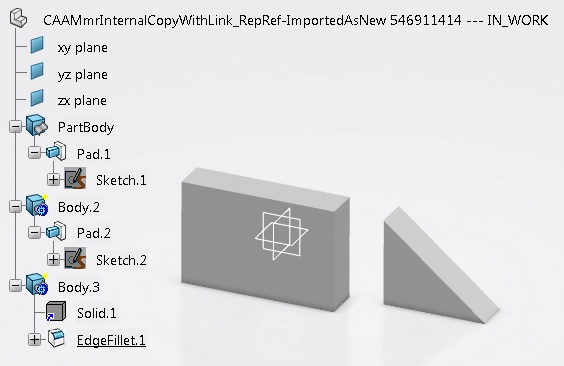 CAAMmrInternalCopyWithLink_RepRef-ImportedAsNew 546911414 --- IN_WORK
xy plane
yz plane
zx plane
PartBody
Pad.1
Sketch.1
Body.2
Pad.2
Sketch.2
Body.3
Solid.1
EdgeFillet.1